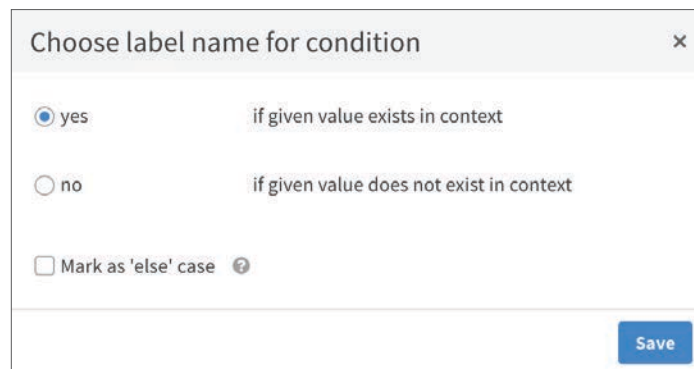 Choose label name for condition ×
yes if given value exists in context
no if given value does not exist in context
Mark as 'else' case ?
Save